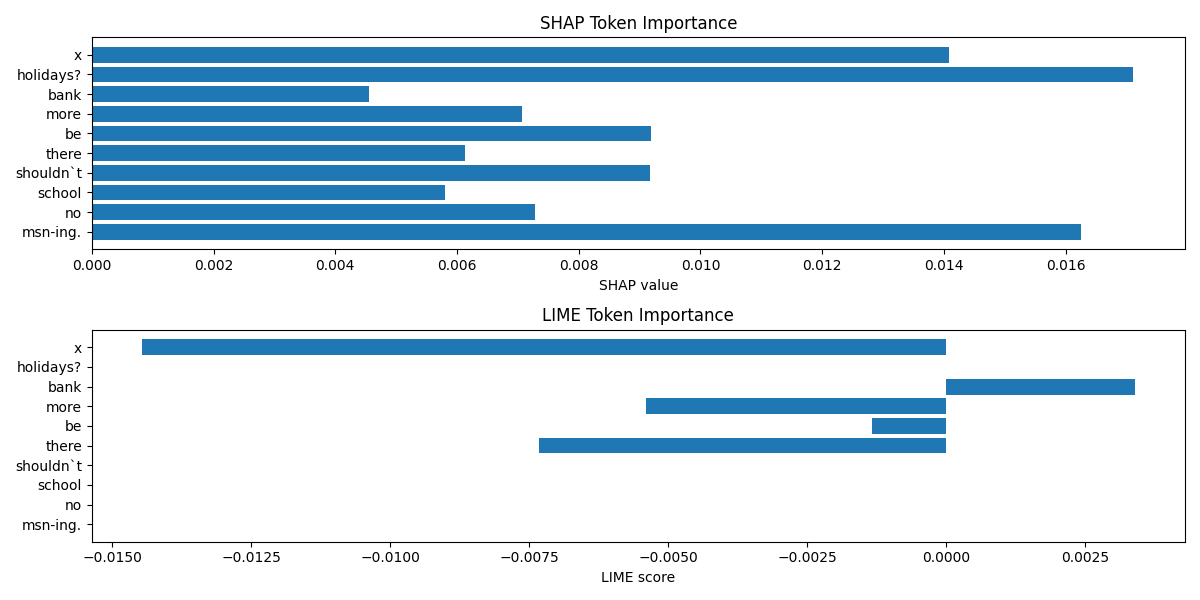 SHAP Token Importance
x
holidays?
bank
more
be
there
shouldn`t
school
no
msn-ing.
0.000 0.002 0.004 0.006 0.008 0.010 0.012 0.014 0.016
SHAP value
LIME Token Importance
x
holidays?
bank
more
be
there
shouldn`t
school
no
msn-ing.
−0.0150 −0.0125 −0.0100 −0.0075 −0.0050 −0.0025 0.0000 0.0025
LIME score